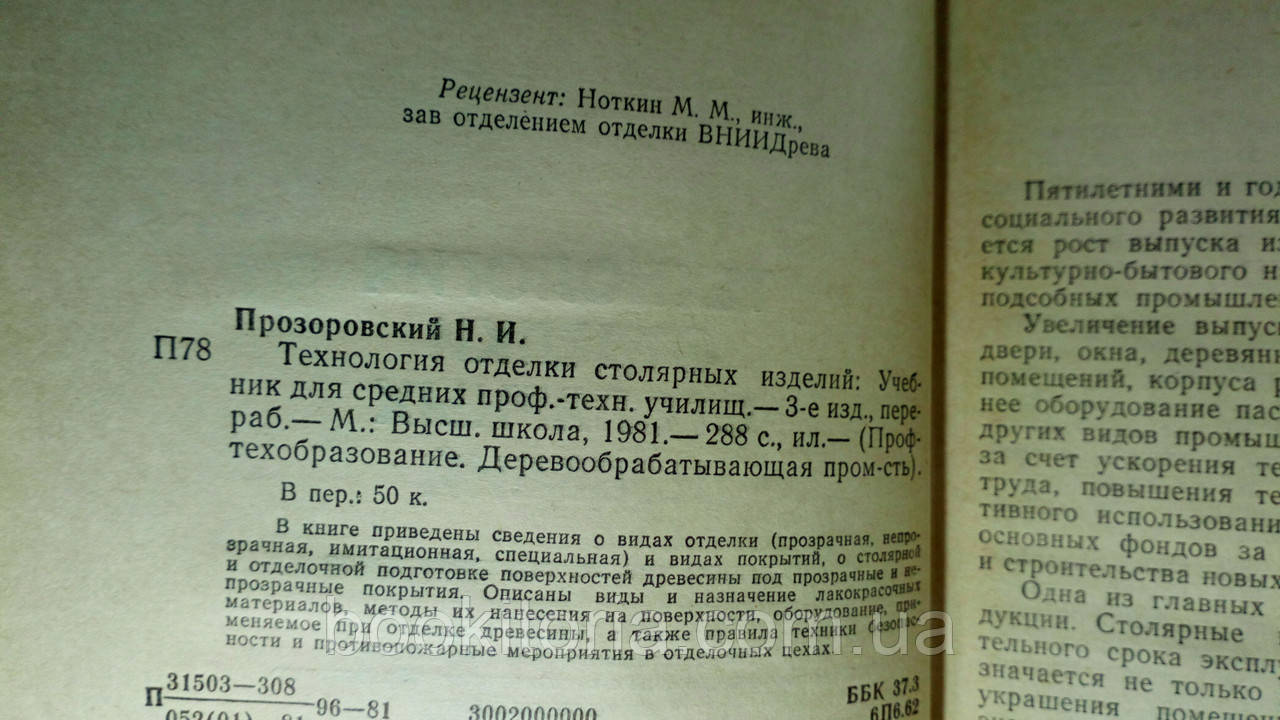 Рецензент: Ноткин М. М., инж.,
зав отделением отделки ВНИИДрева
Прозоровский Н. И.
П78
Технология отделки столярных изделий: Учеб-
ник для средних проф.-техн. училищ.— 3-е изд., пере-
раб.— М.: Высш. школа, 1981.— 288 с., ил.— (Проф-
техобразование. Деревообрабатывающая пром-сть).
В пер.: 50 к.
В книге приведены сведения о видах отделки (прозрачная, непро-
зрачная, имитационная, специальная) и видах покрытий, о столярной
и отделочной подготовке поверхностей древесины под прозрачные и не-
прозрачные покрытия. Описаны виды и назначение лакокрасочных
материалов, методы их нанесения на поверхности, оборудование, при-
меняемое при отделке древесины, а также правила техники безопас-
ности и противопожарные мероприятия в отделочных цехах.
П 31503—308
052(01)—81
96—81
3002000000
ББК 37.3
6П6.62
Пятилетними и год
социального развития
ется рост выпуска из
культурно-бытового н
подсобных промышле
Увеличение выпус
двери, окна, деревян
помещений, корпуса р
нее оборудование пас
других видов промыш
за счет ускорения те
труда, повышения те
тивного использовани
основных фондов за
и строительства новых
Одна из главных
дукции. Столярные
тельного срока экспл
значается не только
украшения помеще